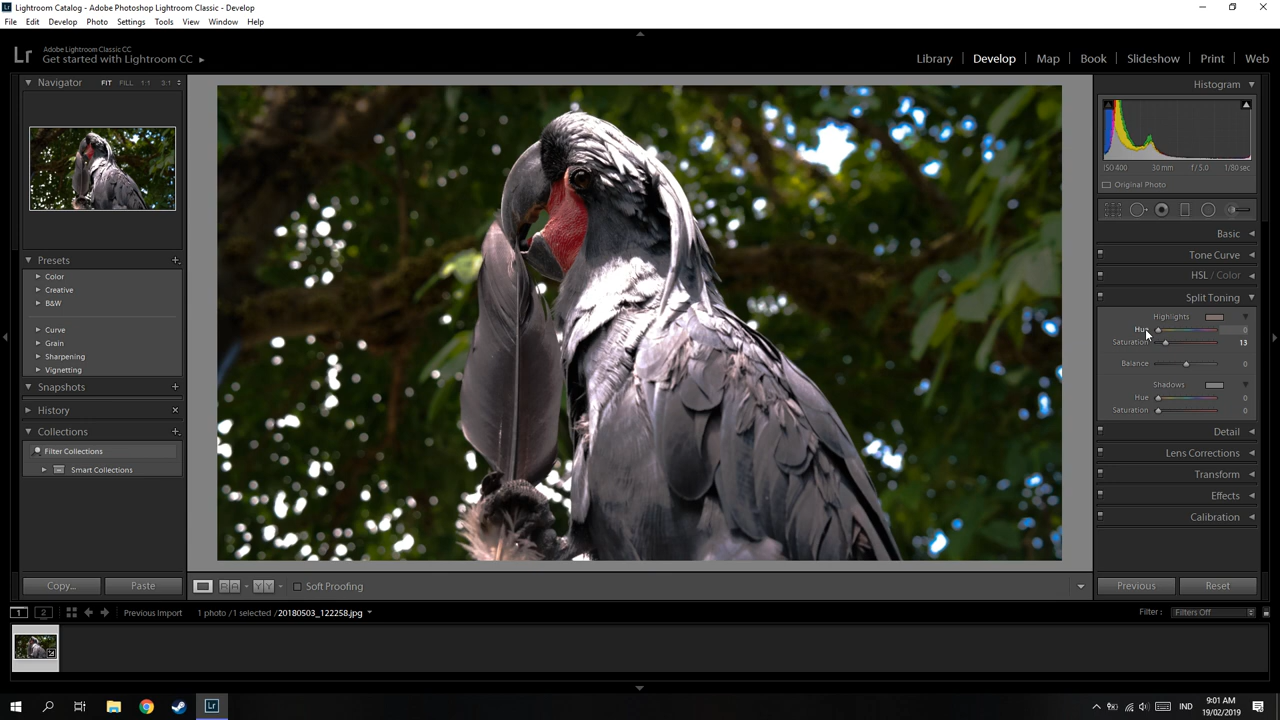 Lightroom Catalog - Adobe Photoshop Lightroom Classic - Develop
File Edit Develop Photo Settings Tools View Window Help
Lr Adobe Lightroom Classic CC
Get started with Lightroom CC
Library | Develop | Map | Book | Slideshow | Print | Web
Navigator FIT FILL 1:1 3:1
Presets
Color
Creative
B&W
Curve
Grain
Sharpening
Vignetting
Snapshots
History
Collections
Filter Collections
Smart Collections
Copy... Paste
Soft Proofing
Histogram
ISO 400 30 mm f / 5.0 1/80 sec
Original Photo
Basic
Tone Curve
HSL / Color
Split Toning
Highlights
Hue 0
Saturation 13
Balance 0
Shadows
Hue 0
Saturation 0
Detail
Lens Corrections
Transform
Effects
Calibration
Previous Reset
1 2 Previous Import 1 photo /1 selected /20180503_122258.jpg Filter : Filters Off
Lr IND 9:01 AM
19/02/2019